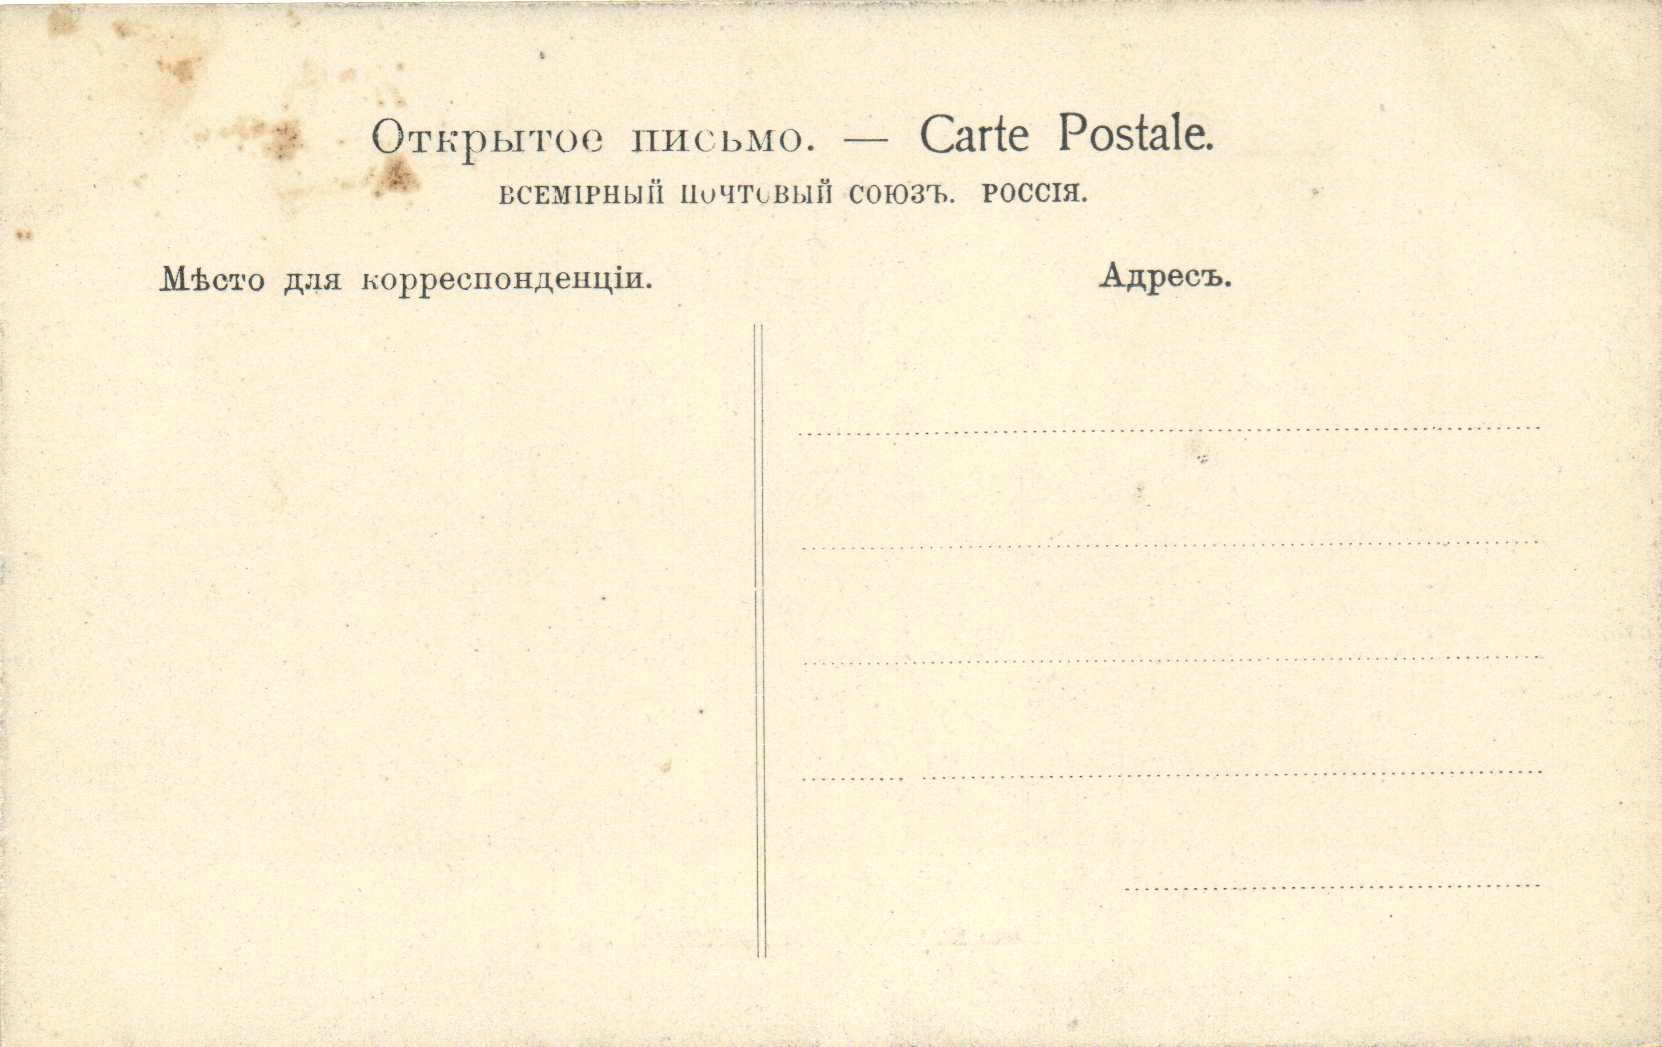 Открытое письмо. — Carte Postale.
ВСЕМІРНЫЙ ПОЧТОВЫЙ СОЮЗЪ. РОССІЯ.
Мѣсто для корреспонденціи.
Адресъ.